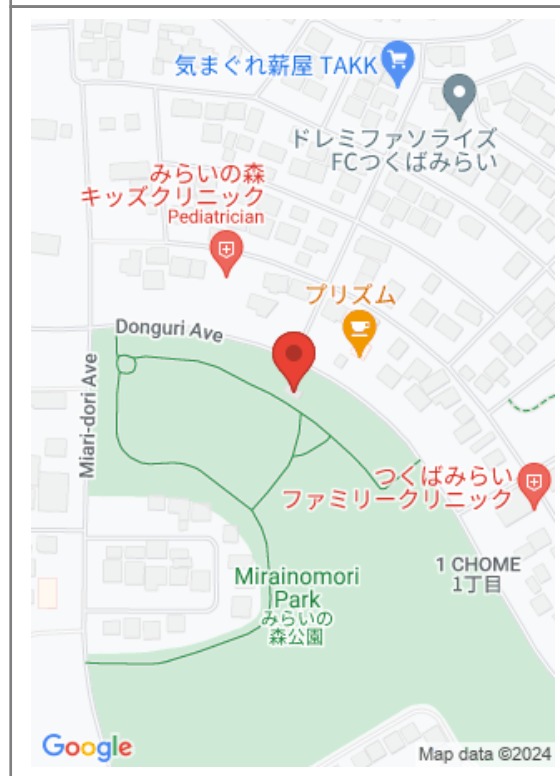 気まぐれ薪屋 TAKK
ドレミファソライズ
FCつくばみらい
みらいの森
キッズクリニック
Pediatrician
プリズム
Donguri Ave
Miari-dori Ave
つくばみらい
ファミリークリニック
1 CHOME
1丁目
Mirainomori
Park
みらいの
森公園
Google
Map data ©2024